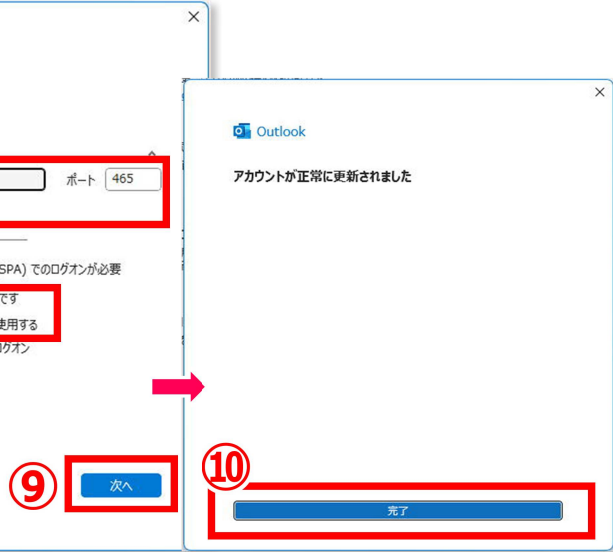 ポート 465
SPA) でのログオンが必要
です
使用する
ログオン
⑨ 次へ
Outlook
アカウントが正常に更新されました
⑩
完了